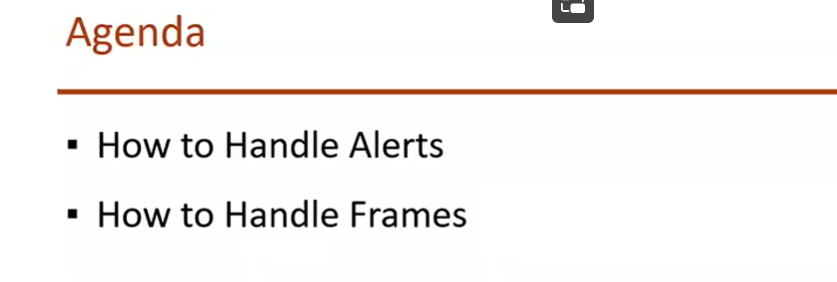 Agenda
▪ How to Handle Alerts
▪ How to Handle Frames